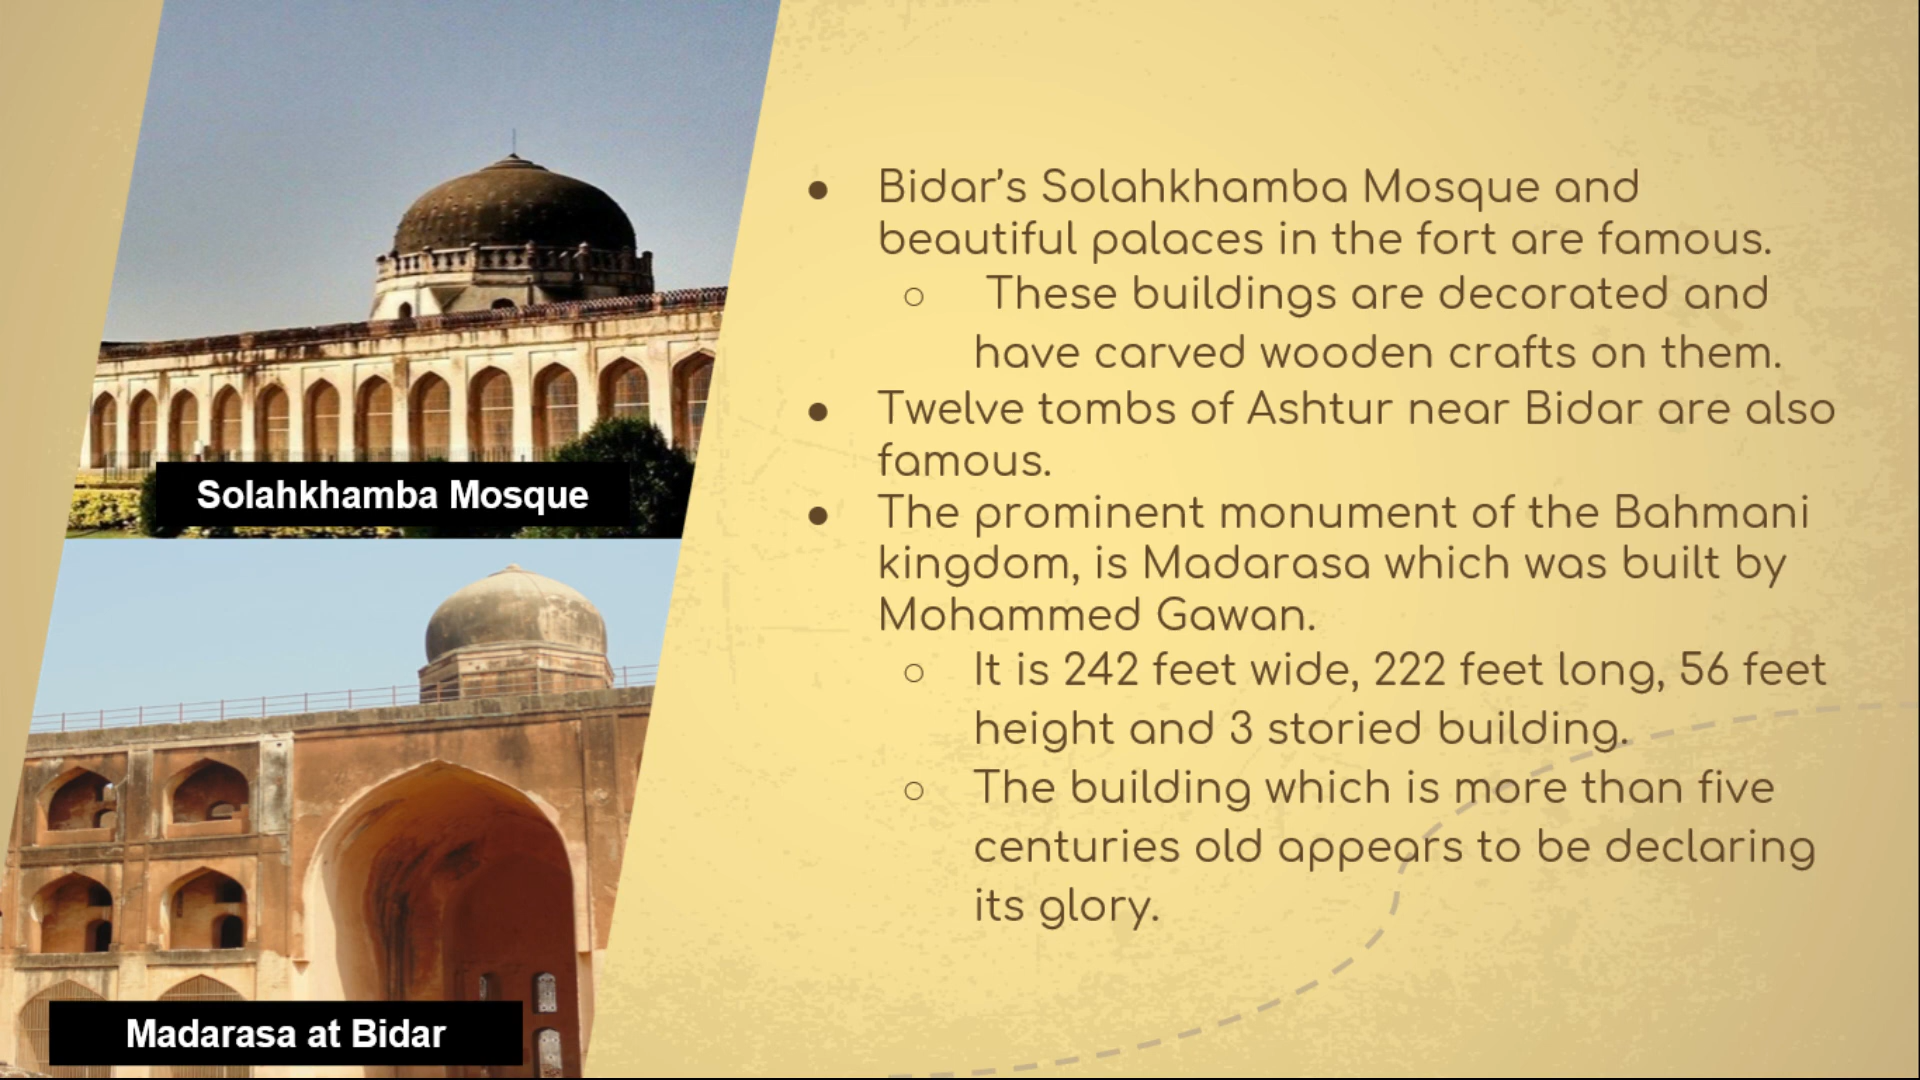 Solahkhamba Mosque
Madarasa at Bidar
● Bidar’s Solahkhamba Mosque and
beautiful palaces in the fort are famous.
○ These buildings are decorated and
have carved wooden crafts on them.
● Twelve tombs of Ashtur near Bidar are also
famous.
● The prominent monument of the Bahmani
kingdom, is Madarasa which was built by
Mohammed Gawan.
○ It is 242 feet wide, 222 feet long, 56 feet
height and 3 storied building.
○ The building which is more than five
centuries old appears to be declaring
its glory.